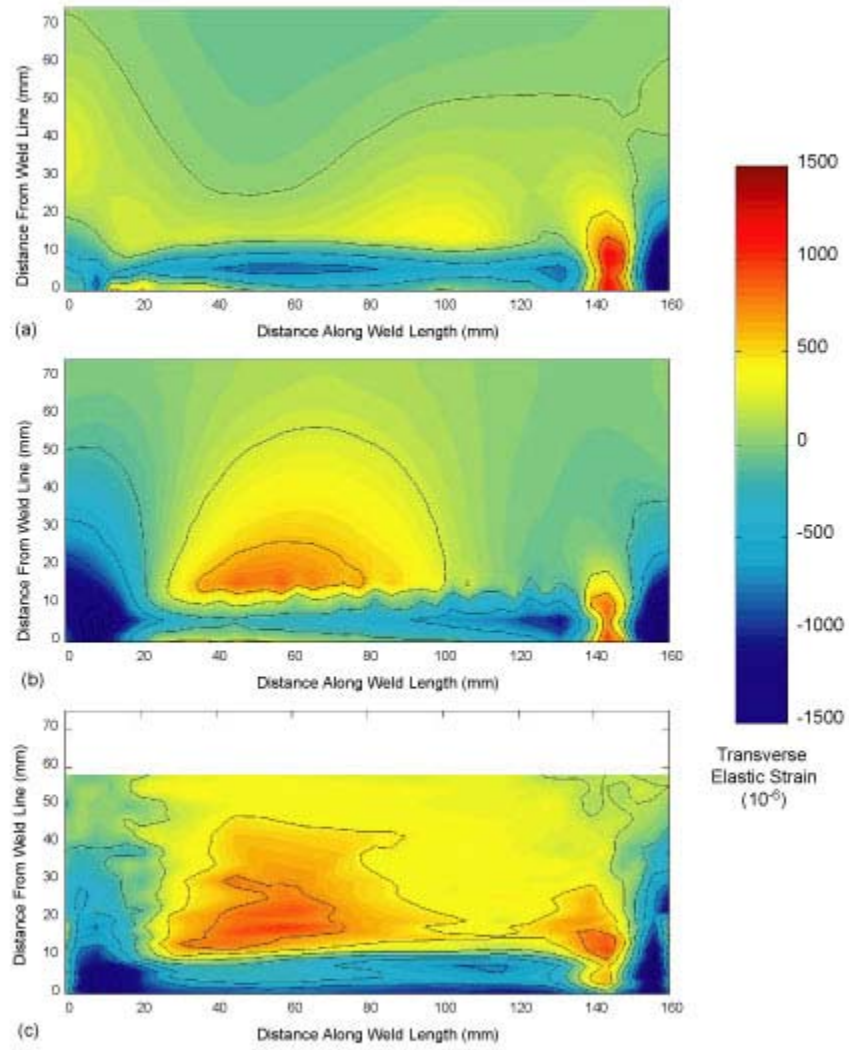 70
60
50
40
30
20
10
0
Distance From Weld Line (mm)
0 20 40 60 80 100 120 140 160
(a)
Distance Along Weld Length (mm)
70
60
50
40
30
20
10
0
Distance From Weld Line (mm)
0 20 40 60 80 100 120 140 160
(b)
Distance Along Weld Length (mm)
70
60
50
40
30
20
10
0
Distance From Weld Line (mm)
0 20 40 60 80 100 120 140 160
(c)
Distance Along Weld Length (mm)
1500
1000
500
0
-500
-1000
-1500
Transverse
Elastic Strain
(10⁻⁶)